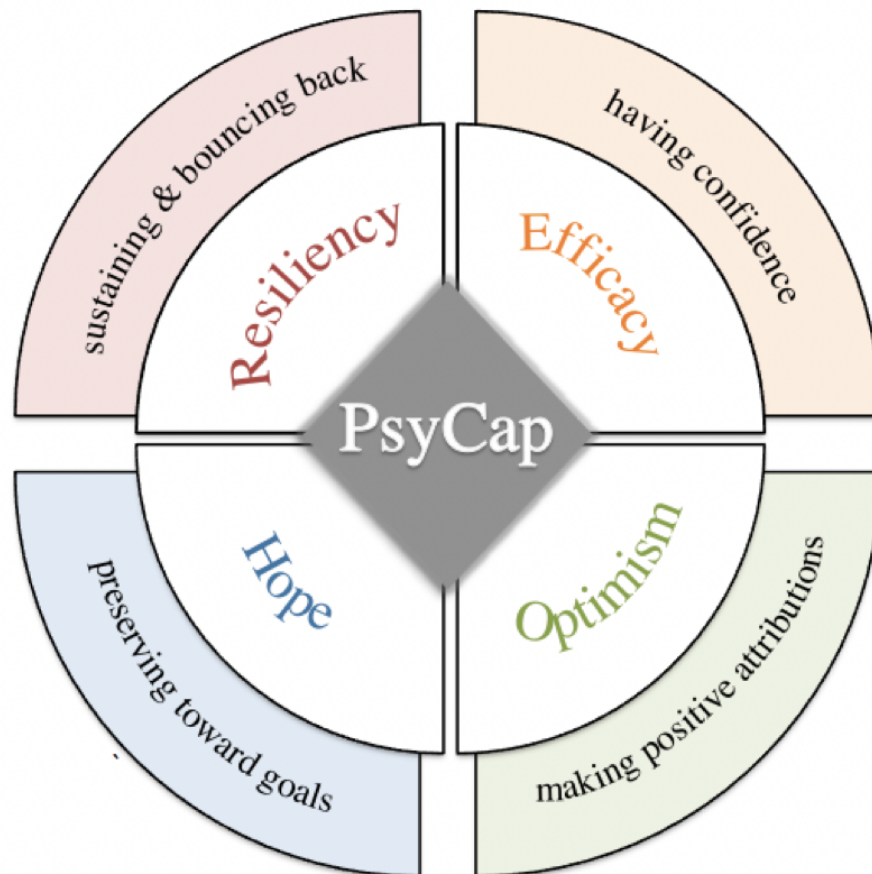 sustaining & bouncing back
having confidence
Resiliency
Efficacy
PsyCap
Hope
Optimism
preserving toward goals
making positive attributions